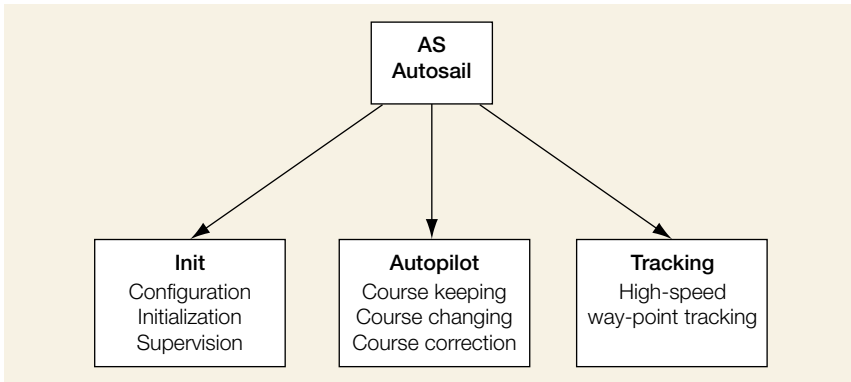 AS
Autosail
Init
Configuration
Initialization
Supervision
Autopilot
Course keeping
Course changing
Course correction
Tracking
High-speed
way-point tracking